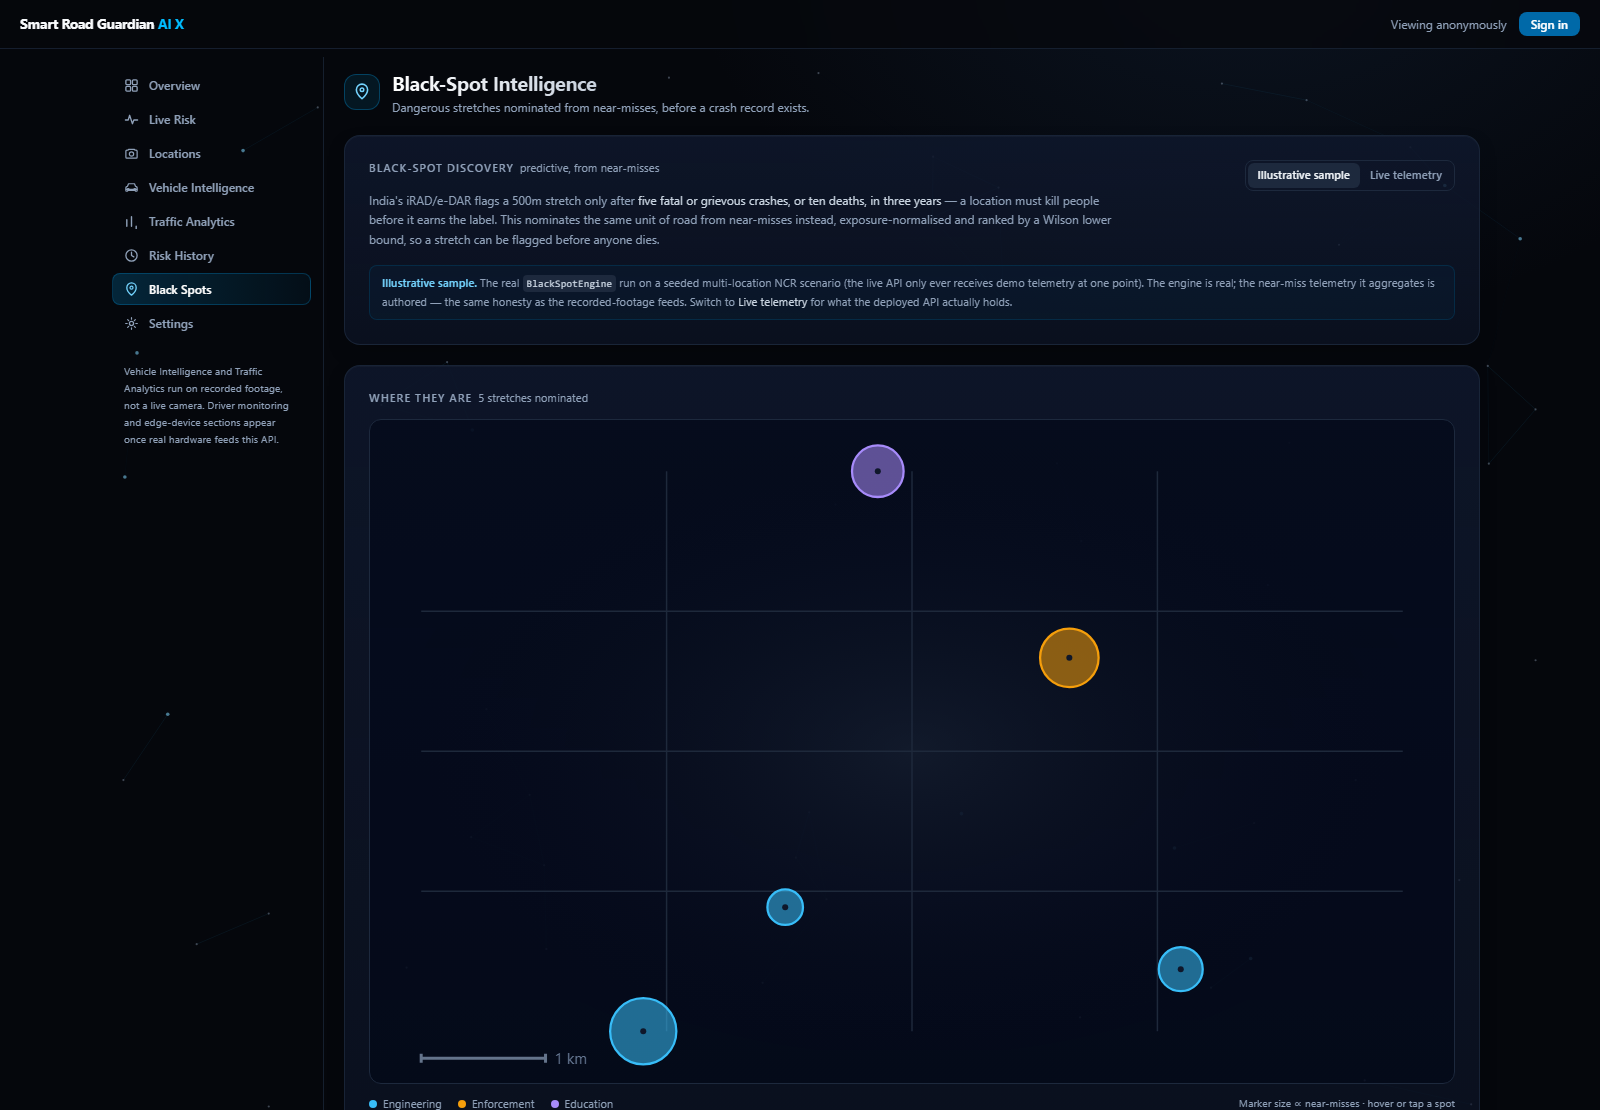 Smart Road Guardian AI X
Viewing anonymously
Sign in
Overview
Live Risk
Locations
Vehicle Intelligence
Traffic Analytics
Risk History
Black Spots
Settings
Vehicle Intelligence and Traffic
Analytics run on recorded footage,
not a live camera. Driver monitoring
and edge-device sections appear
once real hardware feeds this API.
Black-Spot Intelligence
Dangerous stretches nominated from near-misses, before a crash record exists.
BLACK-SPOT DISCOVERY predictive, from near-misses
Illustrative sample
Live telemetry
India's iRAD/e-DAR flags a 500m stretch only after five fatal or grievous crashes, or ten deaths, in three years — a location must kill people
before it earns the label. This nominates the same unit of road from near-misses instead, exposure-normalised and ranked by a Wilson lower
bound, so a stretch can be flagged before anyone dies.
Illustrative sample. The real BlackSpotEngine run on a seeded multi-location NCR scenario (the live API only ever receives demo telemetry at one point). The engine is real; the near-miss telemetry it aggregates is
authored — the same honesty as the recorded-footage feeds. Switch to Live telemetry for what the deployed API actually holds.
WHERE THEY ARE 5 stretches nominated
1 km
Engineering
Enforcement
Education
Marker size ∝ near-misses · hover or tap a spot